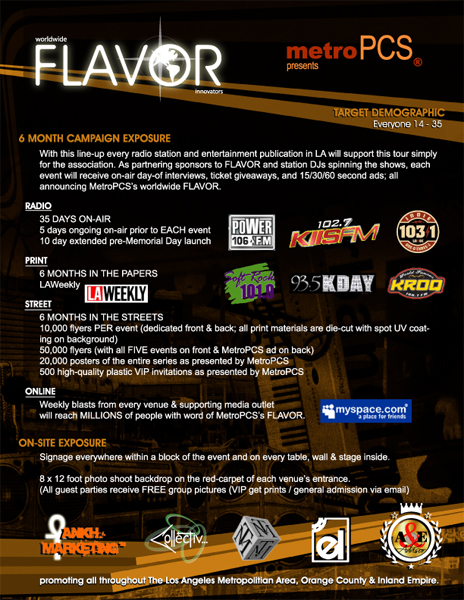 worldwide
FLAVOR
innovators
metroPCS®
presents
TARGET DEMOGRAPHIC
Everyone 14 - 35
6 MONTH CAMPAIGN EXPOSURE
With this line-up every radio station and entertainment publication in LA will support this tour simply
for the association. As partnering sponsors to FLAVOR and station DJs spinning the shows, each
event will receive on-air day-of interviews, ticket giveaways, and 15/30/60 second ads; all
announcing MetroPCS's worldwide FLAVOR.
RADIO
35 DAYS ON-AIR
5 days ongoing on-air prior to EACH event
10 day extended pre-Memorial Day launch
POWER
106 FM
102.7
KIISFM
INDIE
103.1
PRINT
6 MONTHS IN THE PAPERS
LAWeekly
LA WEEKLY
Soft Rock
101.9
93.5 KDAY
KROQ
STREET
6 MONTHS IN THE STREETS
10,000 flyers PER event (dedicated front & back; all print materials are die-cut with spot UV coat-
ing on background)
50,000 flyers (with all FIVE events on front & MetroPCS ad on back)
20,000 posters of the entire series as presented by MetroPCS
500 high-quality plastic VIP invitations as presented by MetroPCS
ONLINE
Weekly blasts from every venue & supporting media outlet
will reach MILLIONS of people with word of MetroPCS's FLAVOR.
myspace.com
a place for friends
ON-SITE EXPOSURE
Signage everywhere within a block of the event and on every table, wall & stage inside.
8 x 12 foot photo shoot backdrop on the red-carpet of each venue's entrance.
(All guest parties receive FREE group pictures (VIP get prints / general admission via email)
ANKH
MARKETING
Collectiv
A&E
promoting all throughout The Los Angeles Metropolitian Area, Orange County & Inland Empire.